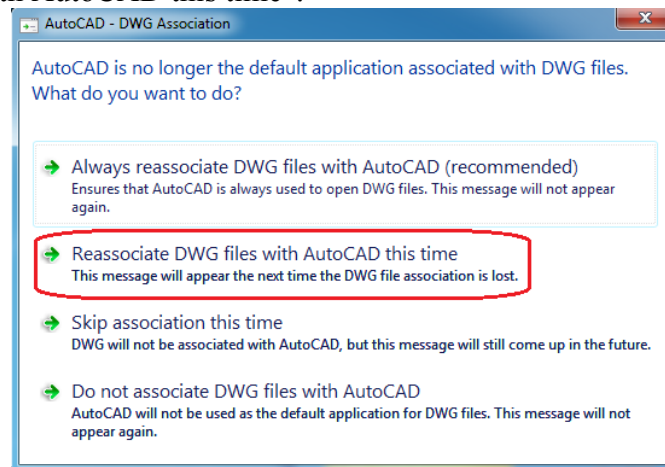 AutoCAD this time".
AutoCAD - DWG Association
AutoCAD is no longer the default application associated with DWG files.
What do you want to do?
Always reassociate DWG files with AutoCAD (recommended)
Ensures that AutoCAD is always used to open DWG files. This message will not appear
again.
Reassociate DWG files with AutoCAD this time
This message will appear the next time the DWG file association is lost.
Skip association this time
DWG will not be associated with AutoCAD, but this message will still come up in the future.
Do not associate DWG files with AutoCAD
AutoCAD will not be used as the default application for DWG files. This message will not
appear again.